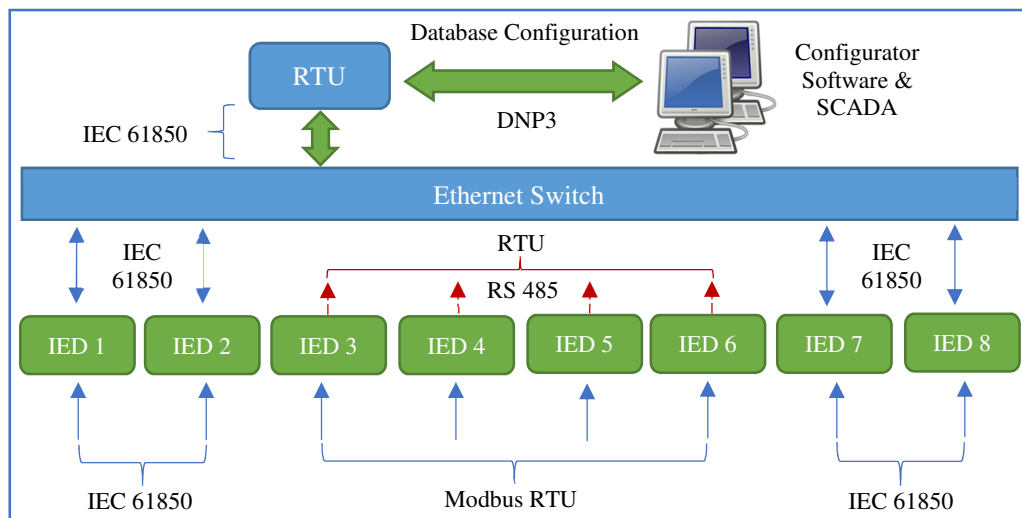 Database Configuration
RTU
Configurator
Software &
SCADA
DNP3
IEC 61850
Ethernet Switch
IEC
61850
RTU
RS 485
IEC
61850
IED 1
IED 2
IED 3
IED 4
IED 5
IED 6
IED 7
IED 8
IEC 61850
Modbus RTU
IEC 61850